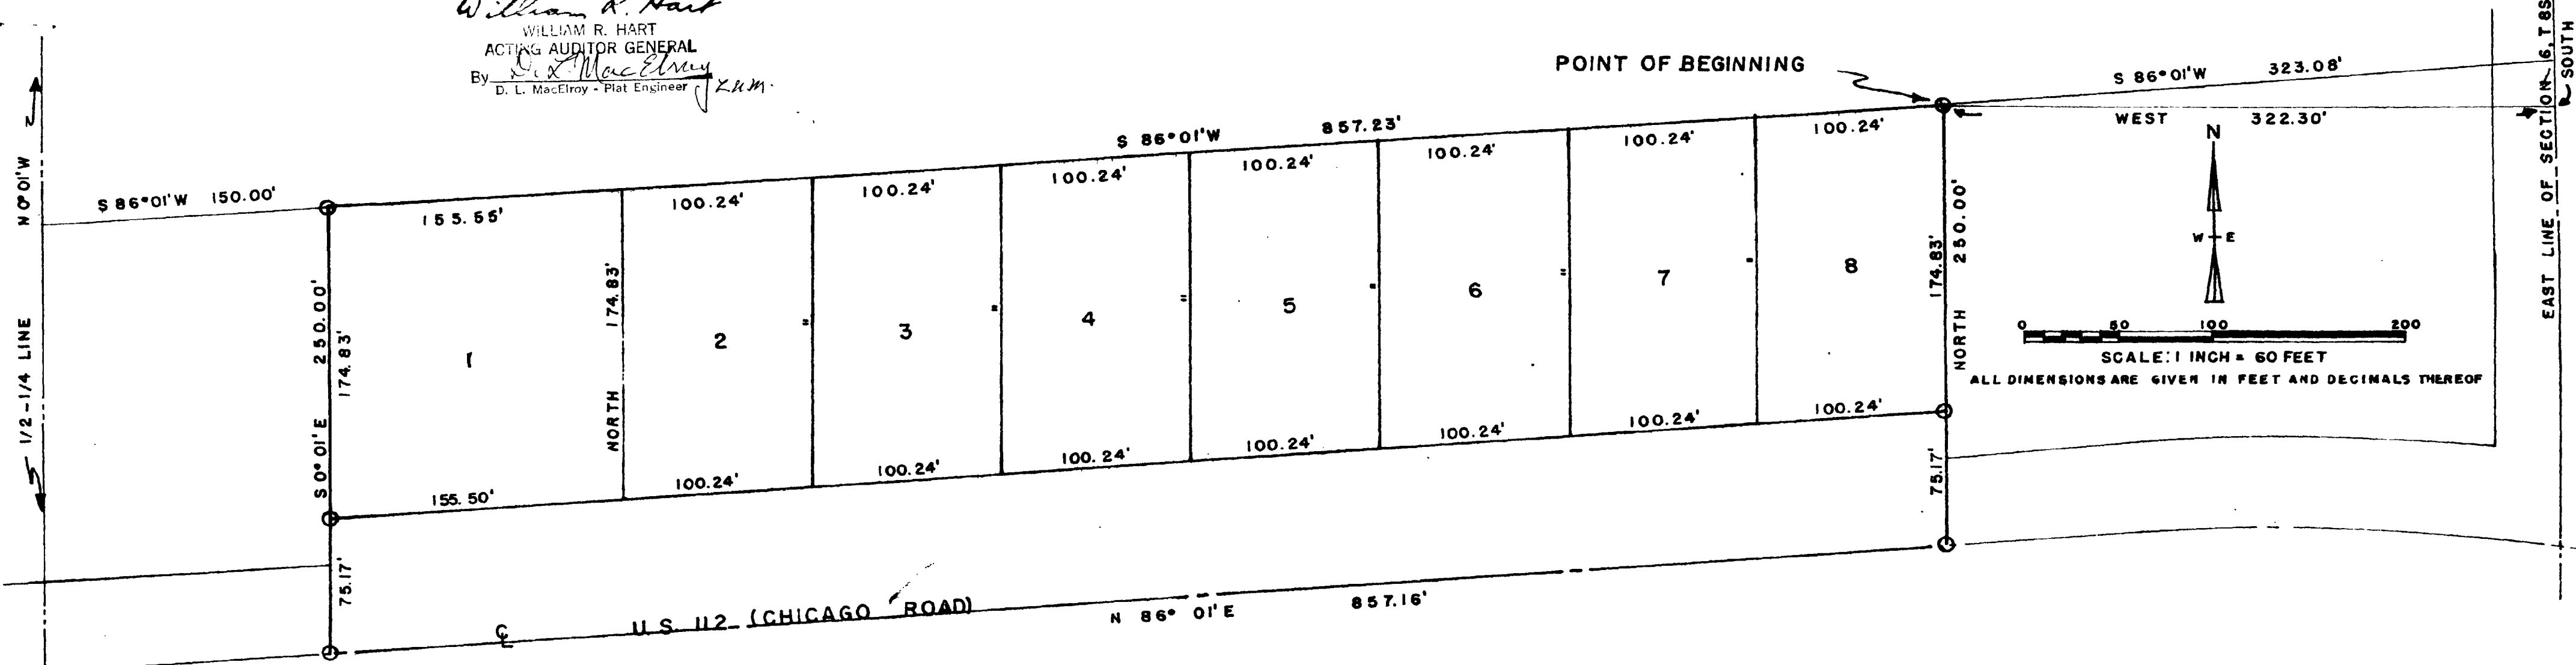 William R. Hart
WILLIAM R. HART
ACTING AUDITOR GENERAL
By D. L. MacElroy
D. L. MacElroy - Plat Engineer
POINT OF BEGINNING
S 86°01'W 323.08'
WEST 322.30'
EAST LINE OF SECTION 6, T 8S
SOUTH
N 0°01'W
1/2-1/4 LINE
S 86°01'W 150.00'
S 86°01'W 857.23'
155.55'
100.24'
100.24'
100.24'
100.24'
100.24'
100.24'
100.24'
S 0°01'E 250.00'
174.83'
NORTH 174.83'
1
2
"
3
"
4
"
5
"
6
"
7
"
8
174.83'
NORTH 250.00'
N
W E
0 50 100 200
SCALE: 1 INCH = 60 FEET
ALL DIMENSIONS ARE GIVEN IN FEET AND DECIMALS THEREOF
155.50'
100.24'
100.24'
100.24'
100.24'
100.24'
100.24'
100.24'
75.17'
75.17'
℄
U.S. 112 (CHICAGO ROAD)
N 86° 01'E 857.16'